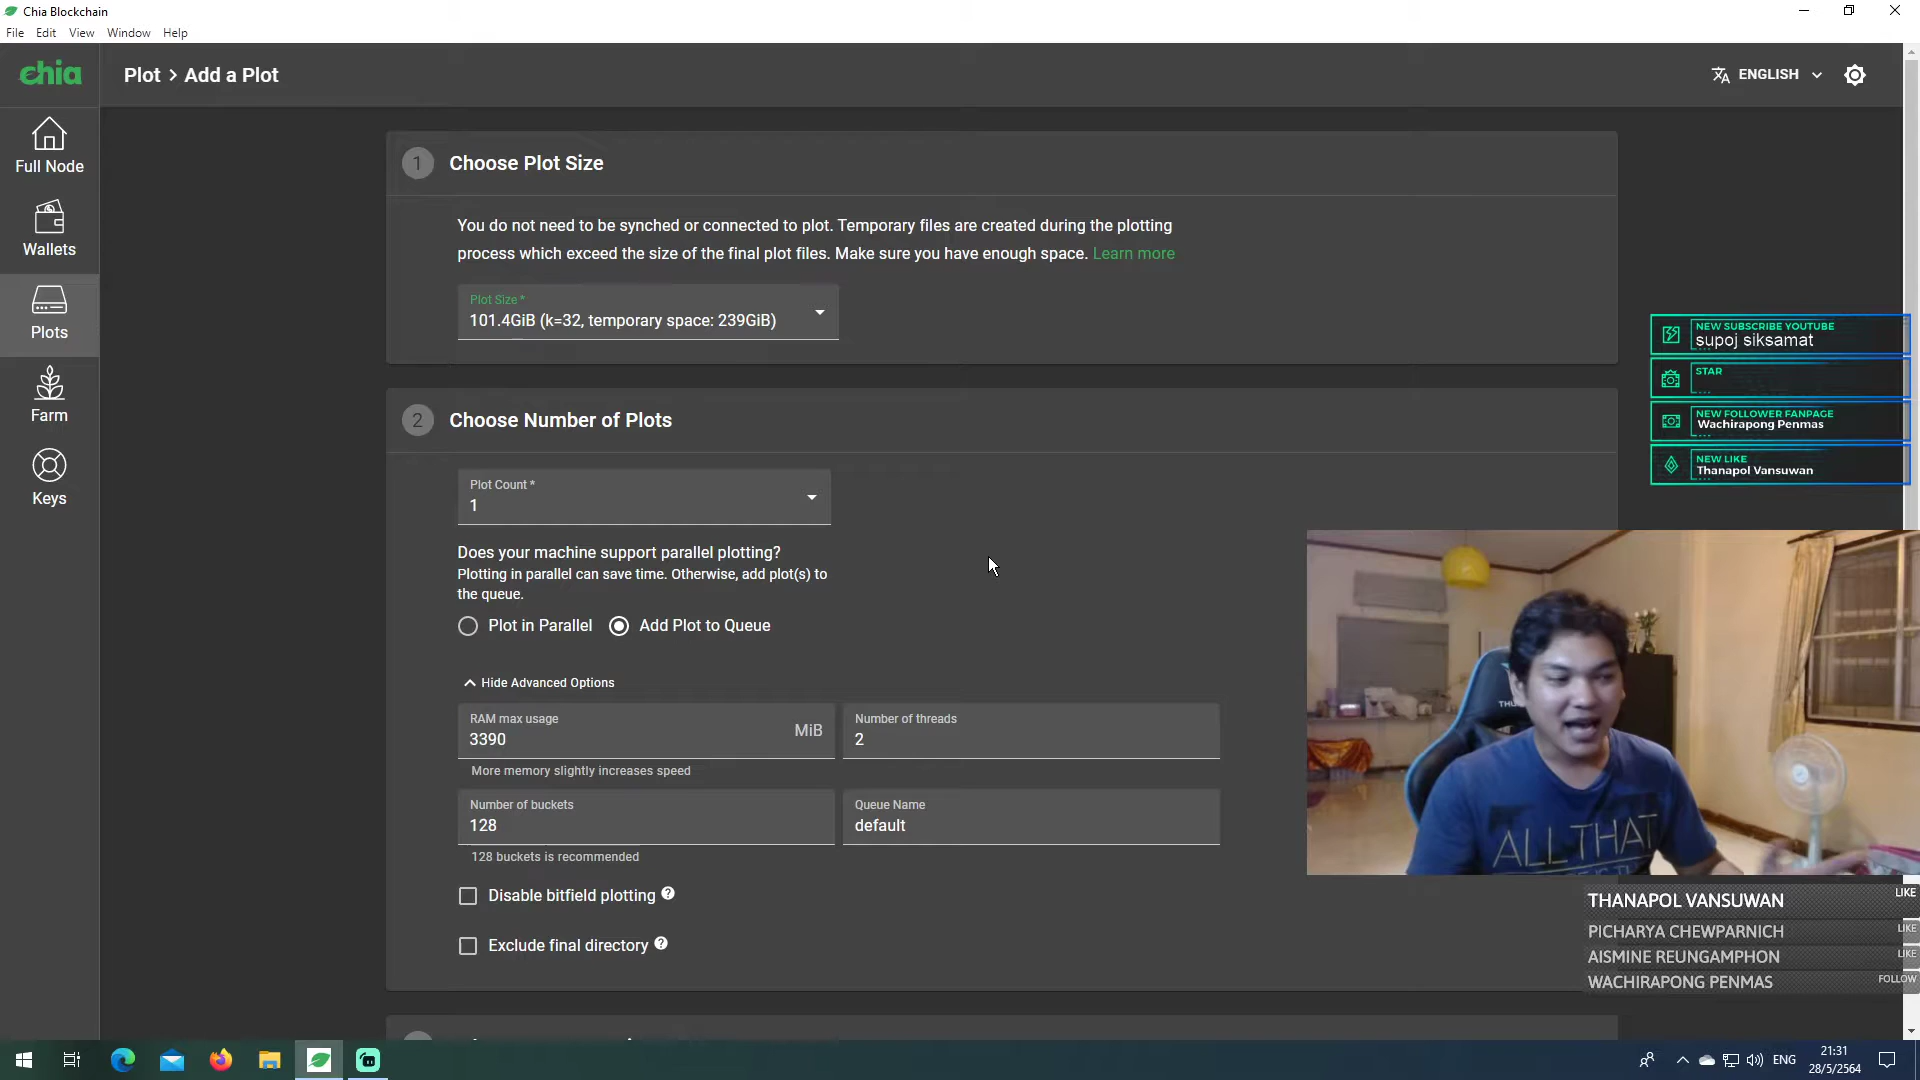 Chia Blockchain
File Edit View Window Help
chia
Plot > Add a Plot
ENGLISH
Full Node
Wallets
Plots
Farm
Keys
1 Choose Plot Size
You do not need to be synched or connected to plot. Temporary files are created during the plotting
process which exceed the size of the final plot files. Make sure you have enough space. Learn more
Plot Size *
101.4GiB (k=32, temporary space: 239GiB)
2 Choose Number of Plots
Plot Count *
1
Does your machine support parallel plotting?
Plotting in parallel can save time. Otherwise, add plot(s) to
the queue.
Plot in Parallel Add Plot to Queue
Hide Advanced Options
RAM max usage
3390 MiB
More memory slightly increases speed
Number of threads
2
Number of buckets
128
128 buckets is recommended
Queue Name
default
Disable bitfield plotting ?
Exclude final directory ?
NEW SUBSCRIBE YOUTUBE
supoj siksamat
STAR
NEW FOLLOWER FANPAGE
Wachirapong Penmas
NEW LIKE
Thanapol Vansuwan
ALL THAT
THANAPOL VANSUWAN LIKE
PICHARYA CHEWPARNICH LIKE
AISMINE REUNGAMPHON LIKE
WACHIRAPONG PENMAS FOLLOW
ENG
21:31
28/5/2564